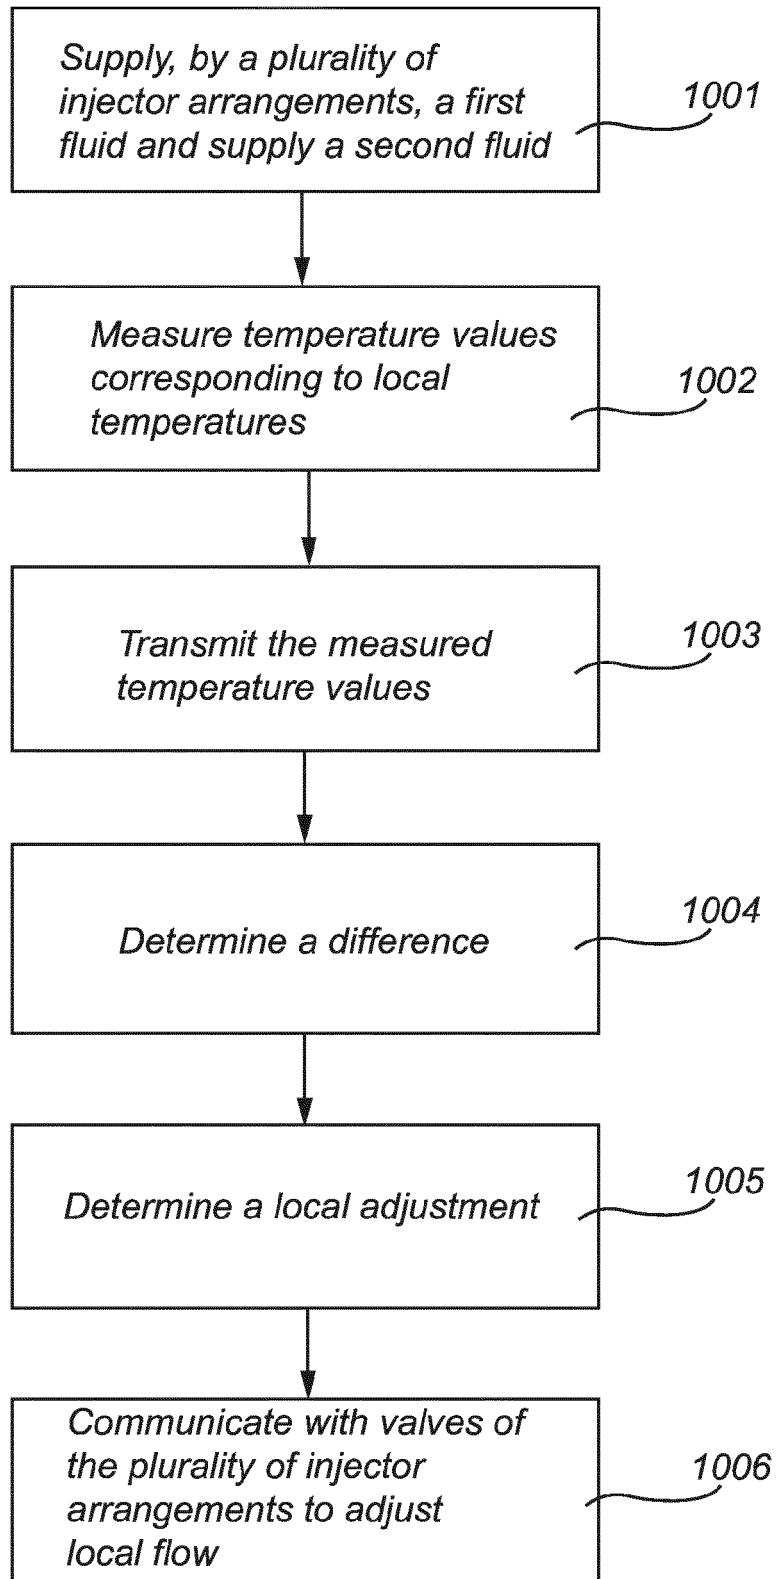 Supply, by a plurality of
injector arrangements, a first
fluid and supply a second fluid
1001
Measure temperature values
corresponding to local
temperatures
1002
Transmit the measured
temperature values
1003
Determine a difference
1004
Determine a local adjustment
1005
Communicate with valves of
the plurality of injector
arrangements to adjust
local flow
1006